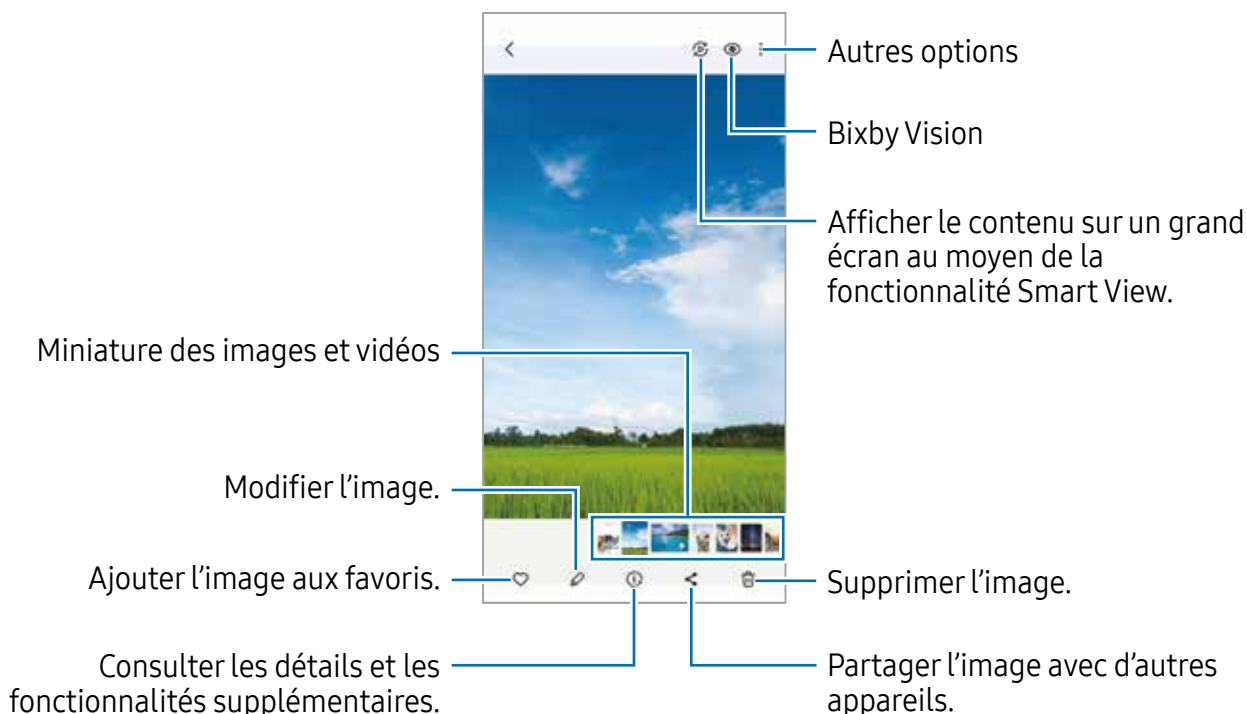 Autres options
Bixby Vision
Afficher le contenu sur un grand
écran au moyen de la
fonctionnalité Smart View.
Miniature des images et vidéos
Modifier l'image.
Ajouter l'image aux favoris.
Supprimer l'image.
Consulter les détails et les
fonctionnalités supplémentaires.
Partager l'image avec d'autres
appareils.